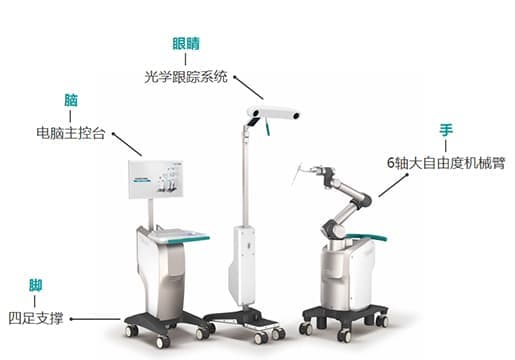 眼睛
光学跟踪系统
脑
电脑主控台
手
6轴大自由度机械臂
脚
四足支撑